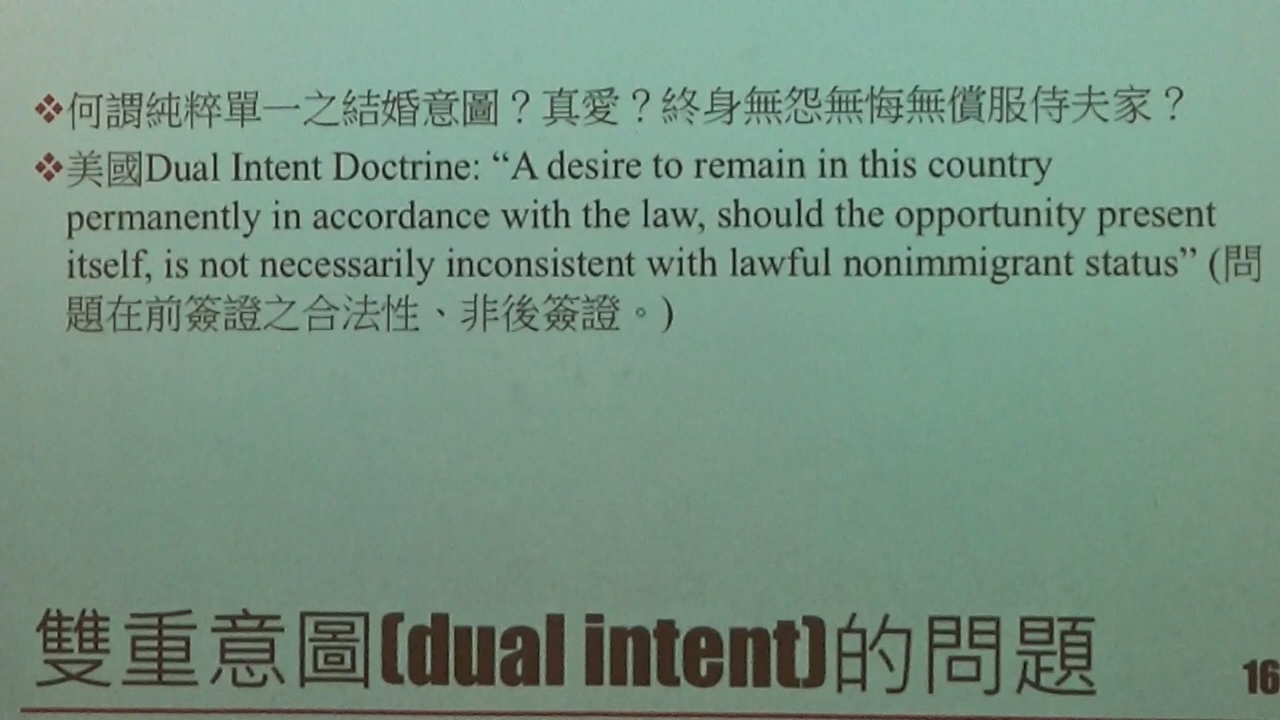 ❖何謂純粹單一之結婚意圖？真愛？終身無怨無悔無償服侍夫家？
❖美國Dual Intent Doctrine: “A desire to remain in this country
permanently in accordance with the law, should the opportunity present
itself, is not necessarily inconsistent with lawful nonimmigrant status” (問
題在前簽證之合法性、非後簽證。)
雙重意圖(dual intent)的問題
16